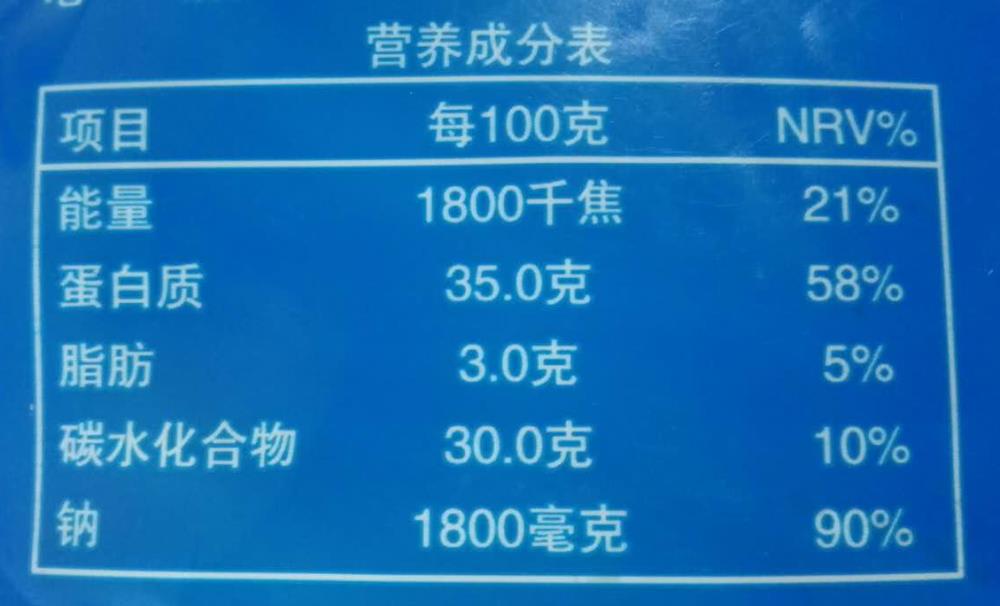 营养成分表
项目 每100克 NRV%
能量 1800千焦 21%
蛋白质 35.0克 58%
脂肪 3.0克 5%
碳水化合物 30.0克 10%
钠 1800毫克 90%